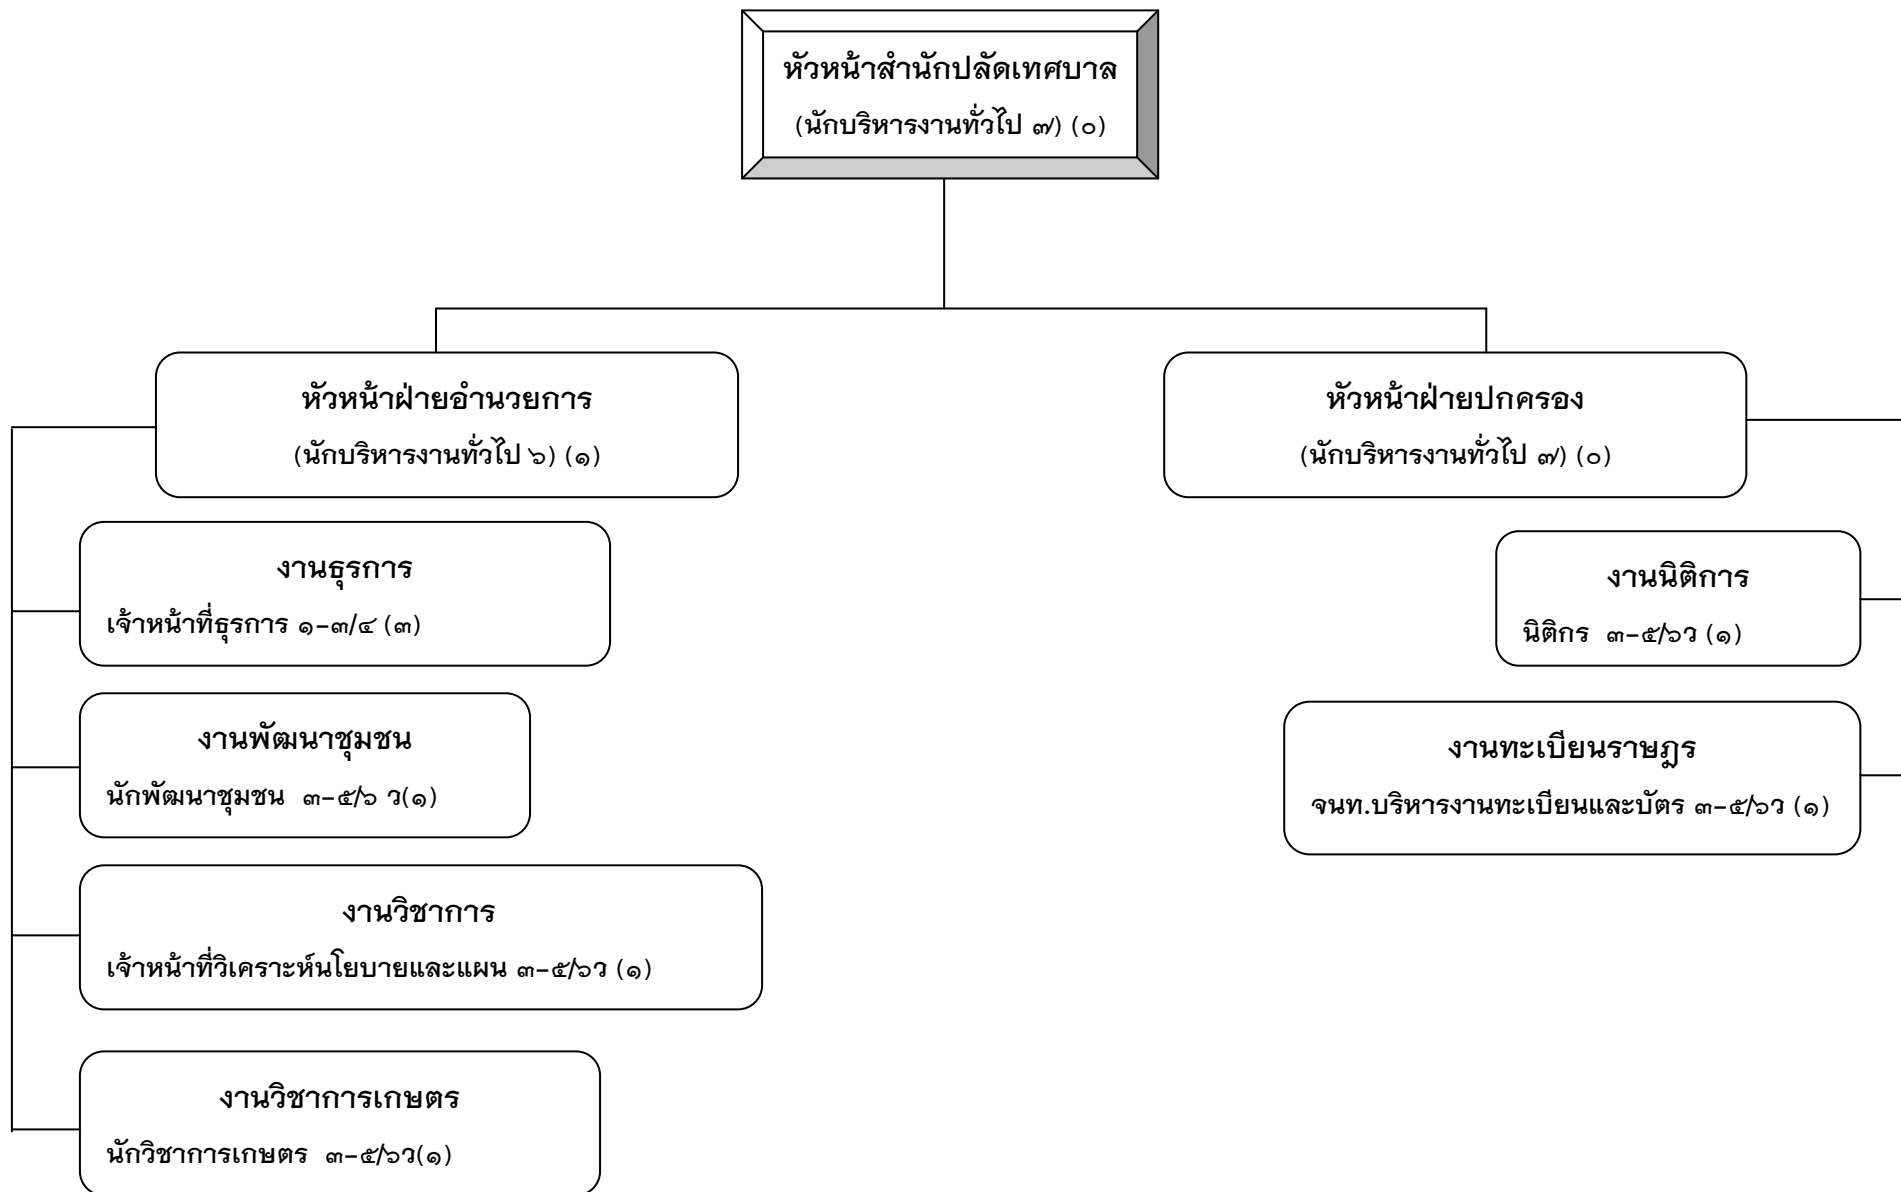 หัวหน้าสำนักปลัดเทศบาล
(นักบริหารงานทั่วไป ๗) (๐)
หัวหน้าฝ่ายอำนวยการ
(นักบริหารงานทั่วไป ๖) (๑)
งานธุรการ
เจ้าหน้าที่ธุรการ ๑-๓/๔ (๓)
งานพัฒนาชุมชน
นักพัฒนาชุมชน ๓-๕/๖ ว(๑)
งานวิชาการ
เจ้าหน้าที่วิเคราะห์นโยบายและแผน ๓-๕/๖ว (๑)
งานวิชาการเกษตร
นักวิชาการเกษตร ๓-๕/๖ว(๑)
หัวหน้าฝ่ายปกครอง
(นักบริหารงานทั่วไป ๗) (๐)
งานนิติการ
นิติกร ๓-๕/๖ว (๑)
งานทะเบียนราษฎร
จนท.บริหารงานทะเบียนและบัตร ๓-๕/๖ว (๑)